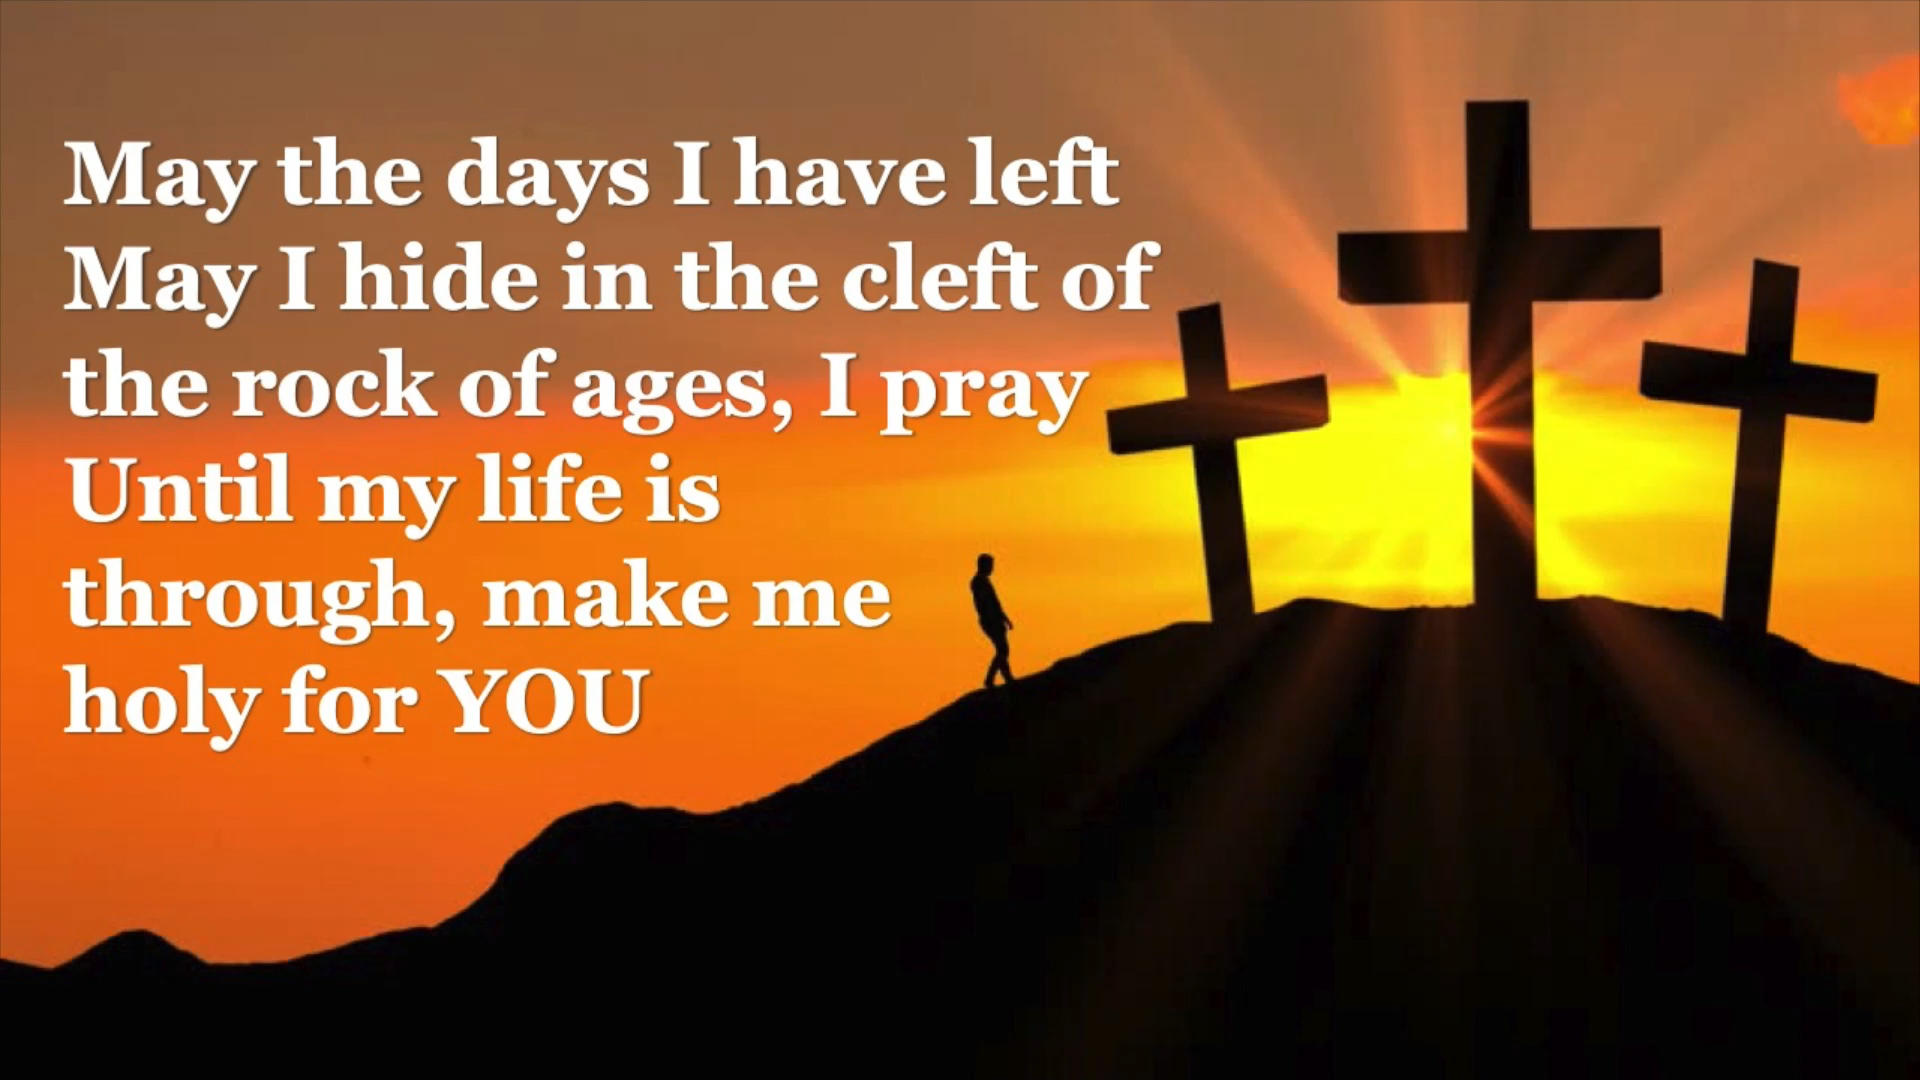 May the days I have left
May I hide in the cleft of
the rock of ages, I pray
Until my life is
through, make me
holy for YOU